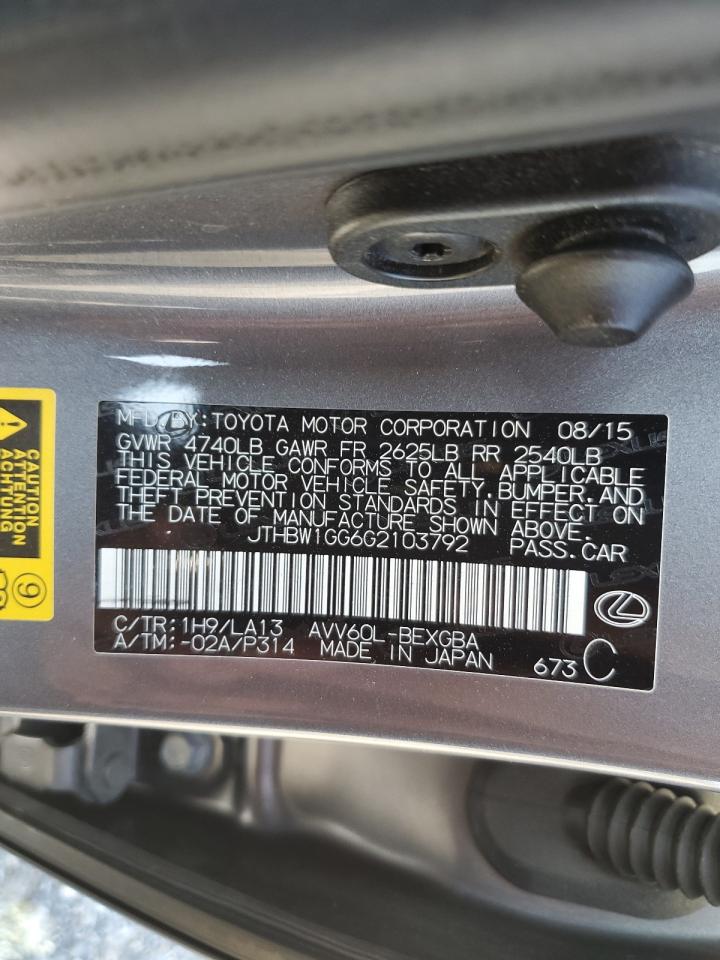 MFD.BY:TOYOTA MOTOR CORPORATION 08/15
GVWR 4740LB GAWR FR 2625LB RR 2540LB
THIS VEHICLE CONFORMS TO ALL APPLICABLE
FEDERAL MOTOR VEHICLE SAFETY,BUMPER,AND
THEFT PREVENTION STANDARDS IN EFFECT ON
THE DATE OF MANUFACTURE SHOWN ABOVE.
JTHBW1GG6G2103792 PASS.CAR
C/TR:1H9/LA13 AVV60L-BEXGBA
A/TM:-02A/P314 MADE IN JAPAN 673 C
CAUTION
ATTENTION
ACHTUNG
9